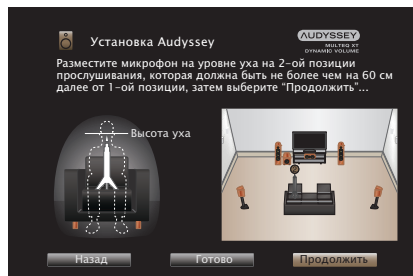 Установка Audyssey
AUDYSSEY
MULTEQ XT
DYNAMIC VOLUME
Разместите микрофон на уровне уха на 2-ой позиции
прослушивания, которая должна быть не более чем на 60 см
далее от 1-ой позиции, затем выберите “Продолжить”...
Высота уха
Назад
Готово
Продолжить